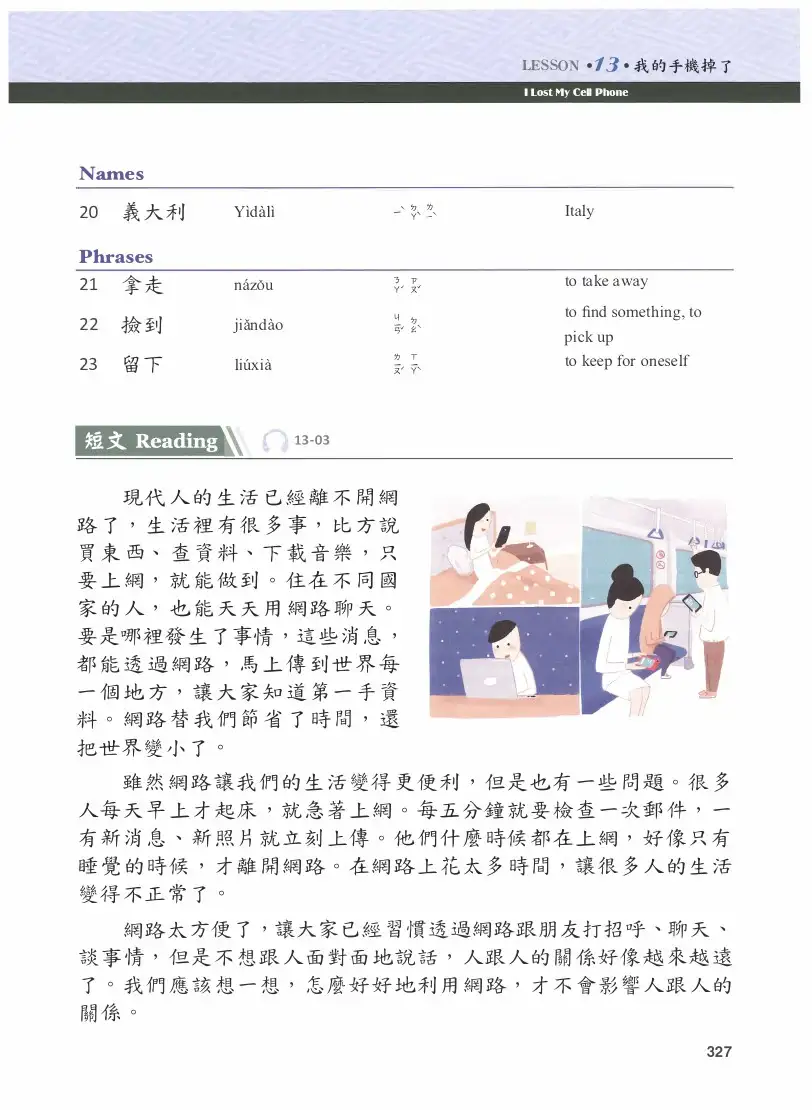 LESSON •13• 我的手機掉了
I Lost My Cell Phone
Names
20 義大利 Yìdàlì ㄧˋ ㄉㄚˋ ㄌㄧˋ Italy
Phrases
21 拿走 názǒu ㄋㄚˊ ㄗㄡˇ to take away
22 撿到 jiǎndào ㄐㄧㄢˇ ㄉㄠˋ to find something, to
pick up
23 留下 liúxià ㄌㄧㄡˊ ㄒㄧㄚˋ to keep for oneself
短文 Reading 13-03
現代人的生活已經離不開網
路了，生活裡有很多事，比方說
買東西、查資料、下載音樂，只
要上網，就能做到。住在不同國
家的人，也能天天用網路聊天。
要是哪裡發生了事情，這些消息，
都能透過網路，馬上傳到世界每
一個地方，讓大家知道第一手資
料。網路替我們節省了時間，還
把世界變小了。
雖然網路讓我們的生活變得更便利，但是也有一些問題。很多
人每天早上才起床，就急著上網。每五分鐘就要檢查一次郵件，一
有新消息、新照片就立刻上傳。他們什麼時候都在上網，好像只有
睡覺的時候，才離開網路。在網路上花太多時間，讓很多人的生活
變得不正常了。
網路太方便了，讓大家已經習慣透過網路跟朋友打招呼、聊天、
談事情，但是不想跟人面對面地說話，人跟人的關係好像越來越遠
了。我們應該想一想，怎麼好好地利用網路，才不會影響人跟人的
關係。
327